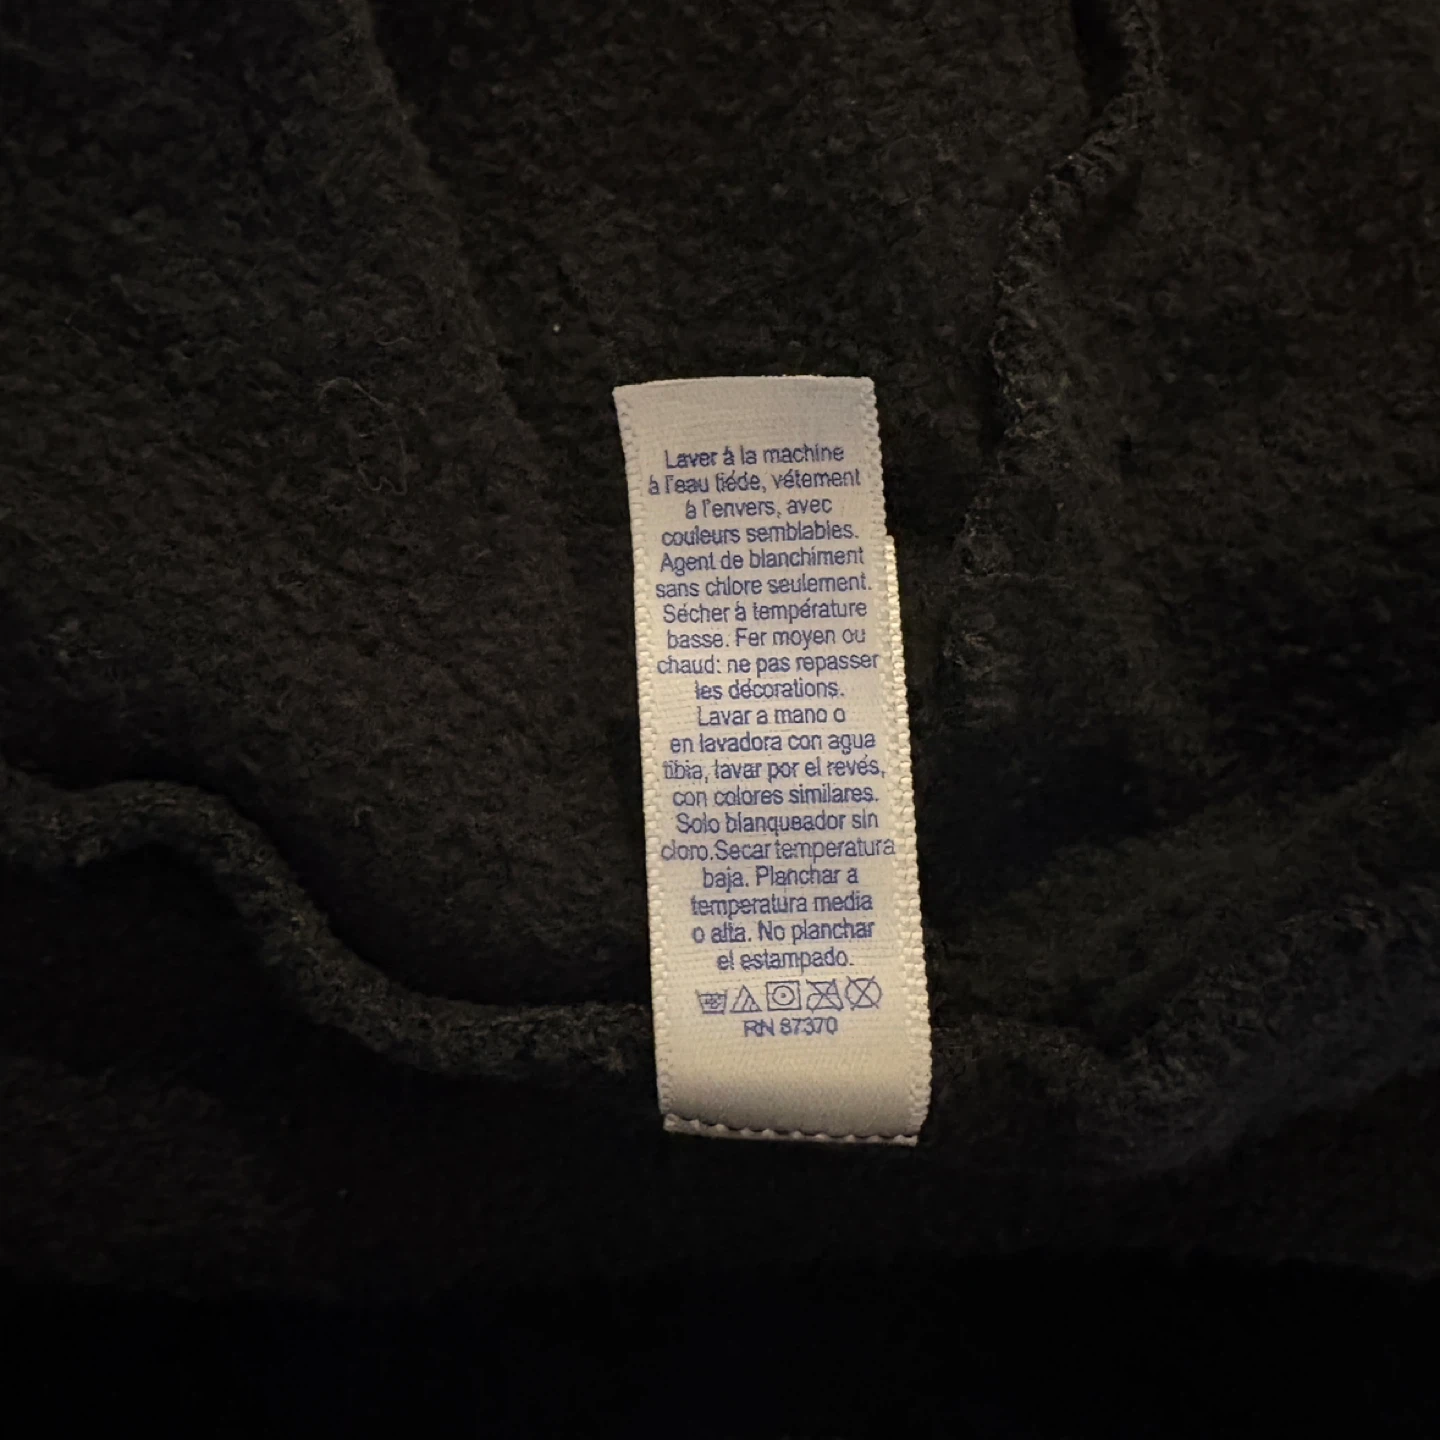 Laver à la machine
à l'eau tiéde, vétement
à l'envers, avec
couleurs semblables.
Agent de blanchiment
sans chlore seulement.
Sécher à température
basse. Fer moyen ou
chaud: ne pas repasser
les décorations.
Lavar a mano o
en lavadora con agua
tibia, lavar por el revés,
con colores similares.
Solo blanqueador sin
cloro.Secar temperatura
baja. Planchar a
temperatura media
o alta. No planchar
el estampado.
RN 87370